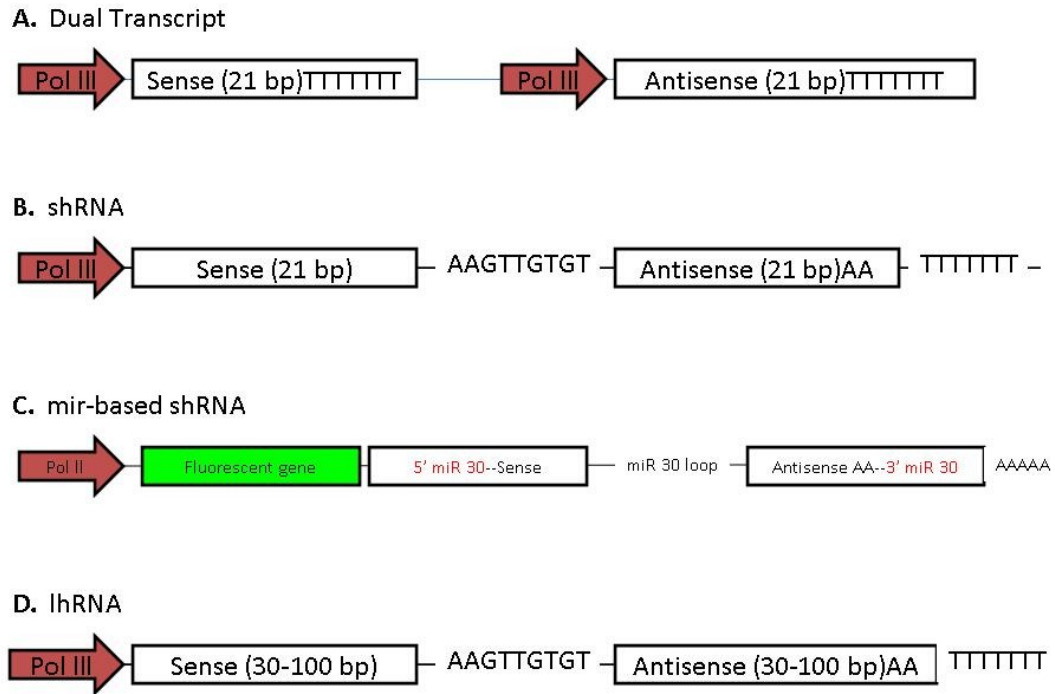 A. Dual Transcript
Pol III Sense (21 bp)TTTTTTT Pol III Antisense (21 bp)TTTTTTT
B. shRNA
Pol III Sense (21 bp) AAGTTGTGT Antisense (21 bp)AA TTTTTTT
C. mir-based shRNA
Pol II Fluorescent gene 5' miR 30--Sense miR 30 loop Antisense AA--3' miR 30 AAAAA
D. lhRNA
Pol III Sense (30-100 bp) AAGTTGTGT Antisense (30-100 bp)AA TTTTTTT